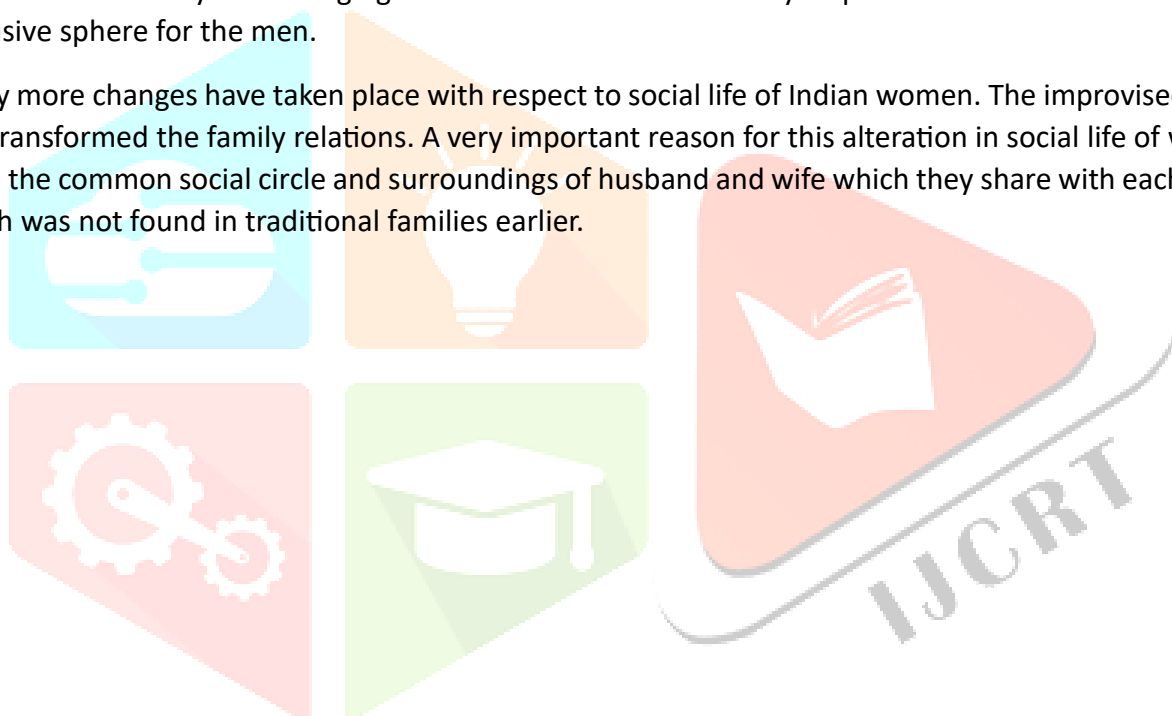 usive sphere for the men.
y more changes have taken place with respect to social life of Indian women. The improvise
ransformed the family relations. A very important reason for this alteration in social life of
the common social circle and surroundings of husband and wife which they share with each
h was not found in traditional families earlier.
IJCRT